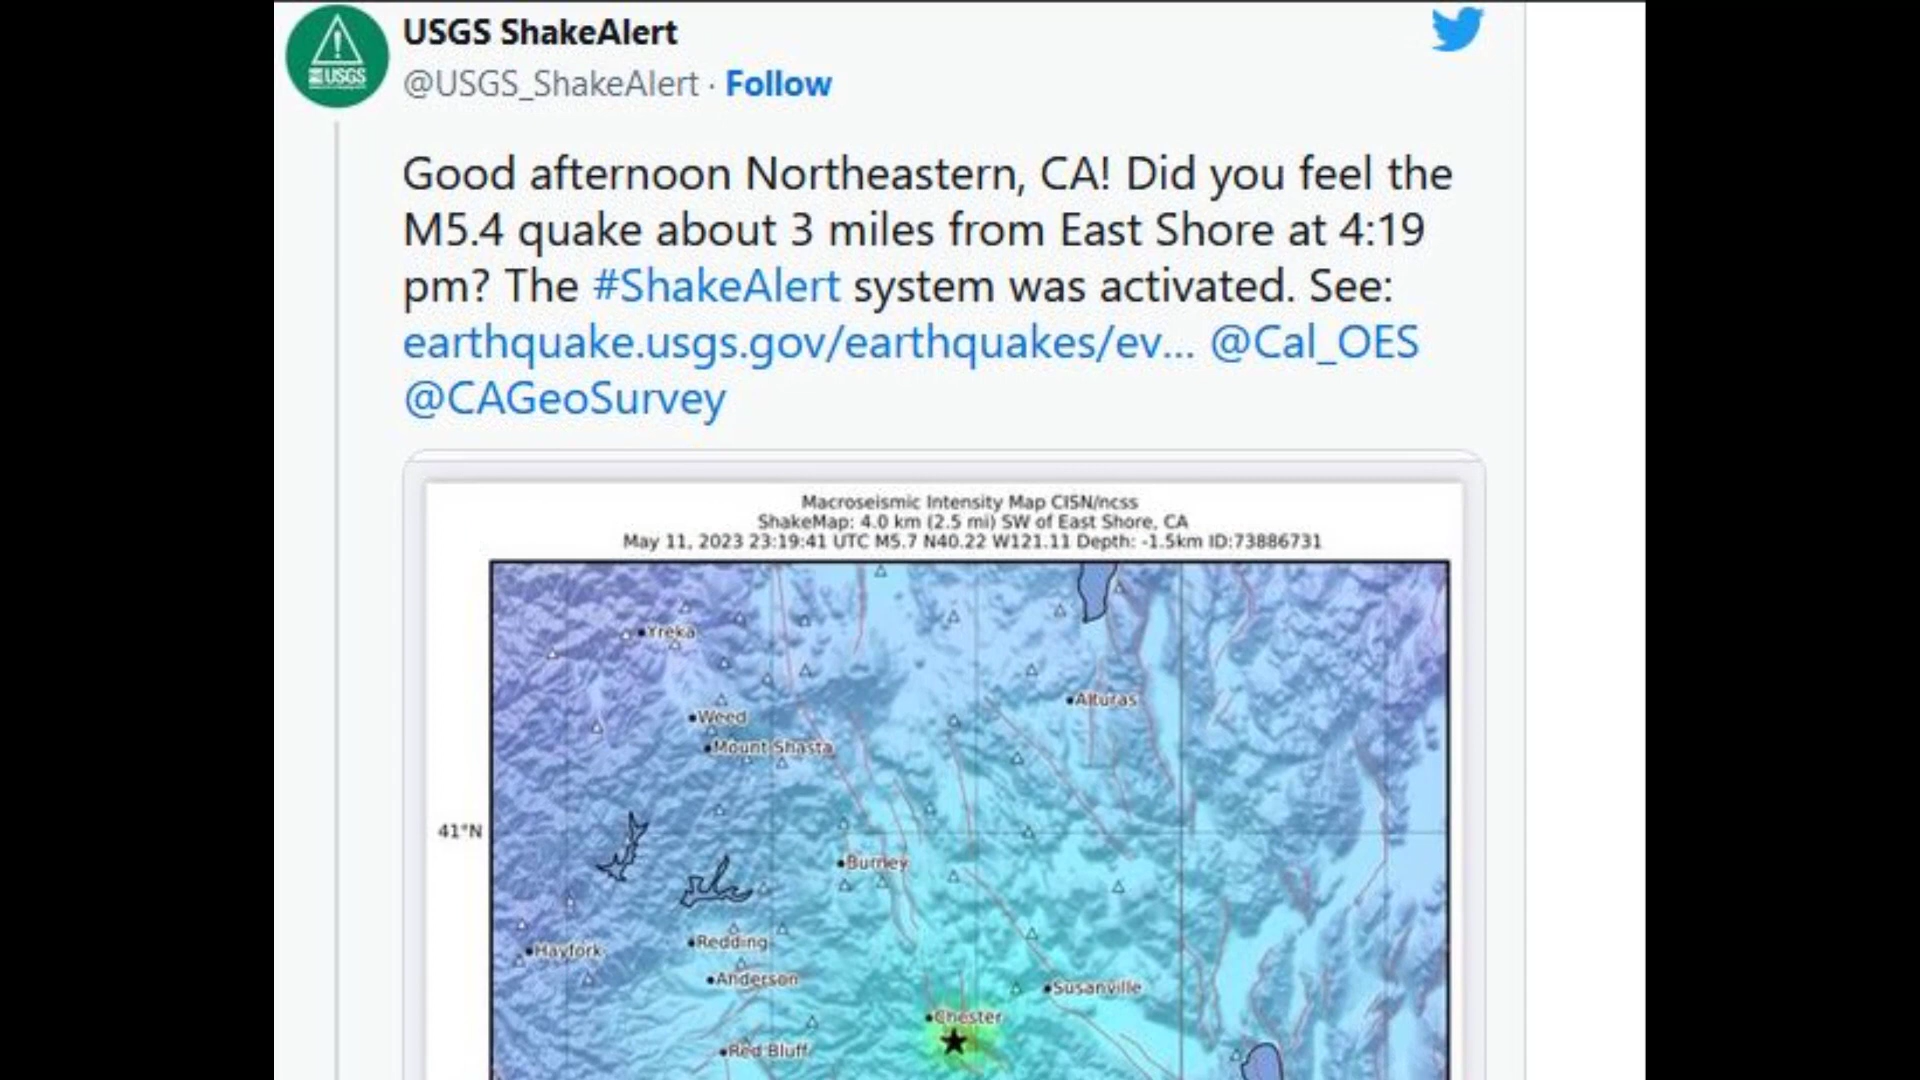 USGS ShakeAlert
@USGS_ShakeAlert · Follow
USGS
Good afternoon Northeastern, CA! Did you feel the
M5.4 quake about 3 miles from East Shore at 4:19
pm? The #ShakeAlert system was activated. See:
earthquake.usgs.gov/earthquakes/ev... @Cal_OES
@CAGeoSurvey
Macroseismic Intensity Map CISN/ncss
ShakeMap: 4.0 km (2.5 mi) SW of East Shore, CA
May 11, 2023 23:19:41 UTC M5.7 N40.22 W121.11 Depth: -1.5km ID:73886731
Yreka
Alturas
Weed
Mount Shasta
41°N
Burney
Redding
Hayfork
Anderson
Susanville
Chester
Red Bluff